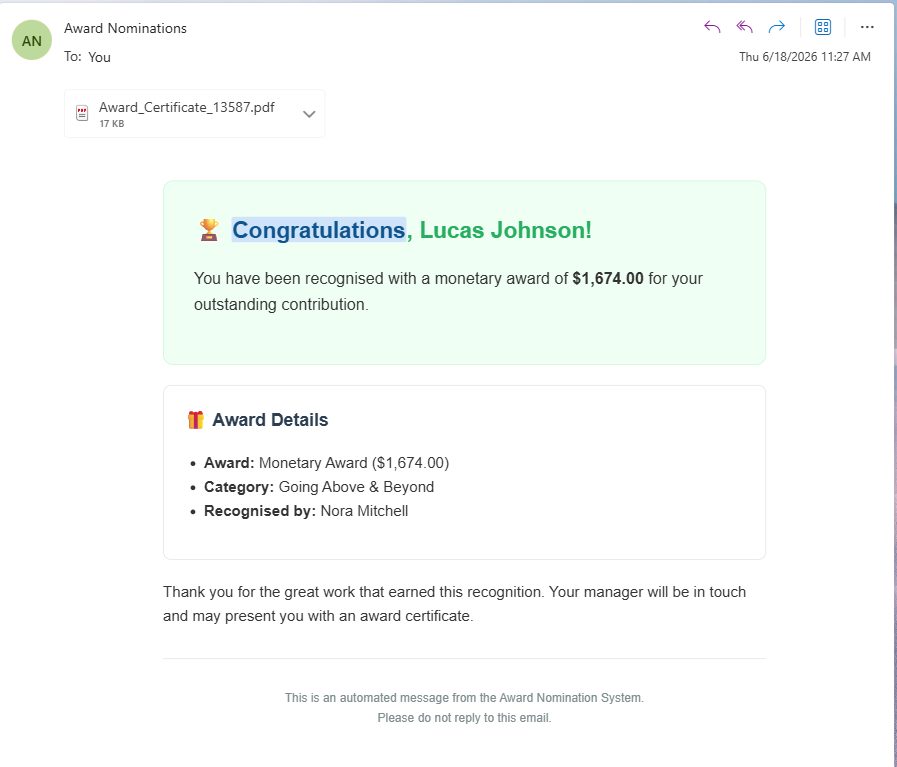 AN
Award Nominations
To: You
Thu 6/18/2026 11:27 AM
PDF
Award_Certificate_13587.pdf
17 KB
Congratulations, Lucas Johnson!
You have been recognised with a monetary award of $1,674.00 for your
outstanding contribution.
Award Details
• Award: Monetary Award ($1,674.00)
• Category: Going Above & Beyond
• Recognised by: Nora Mitchell
Thank you for the great work that earned this recognition. Your manager will be in touch
and may present you with an award certificate.
This is an automated message from the Award Nomination System.
Please do not reply to this email.